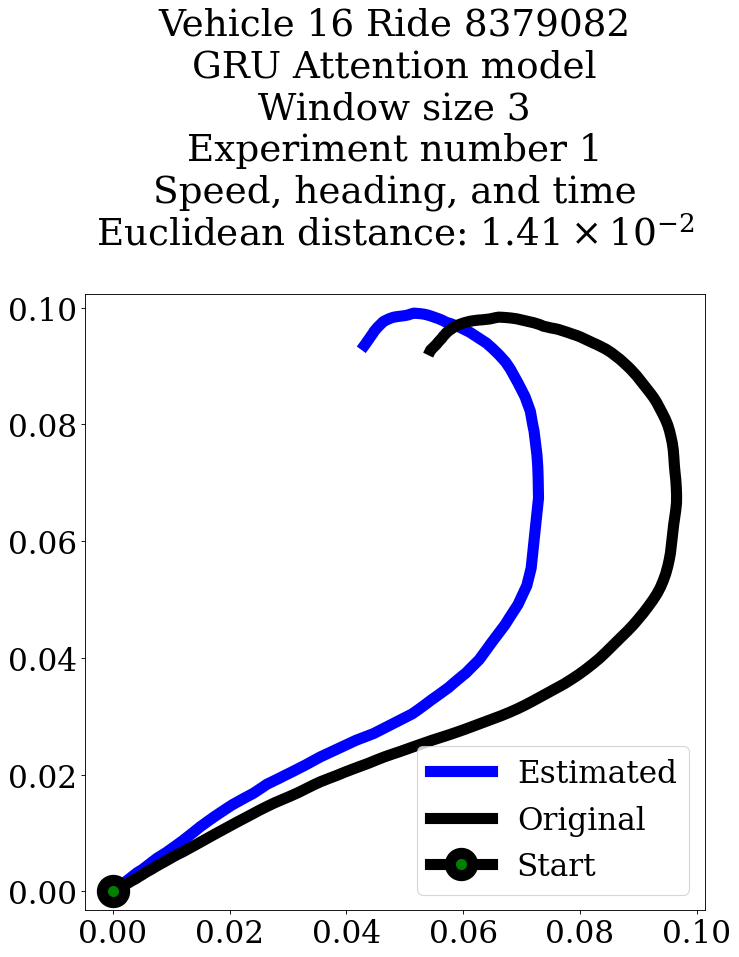 Vehicle 16 Ride 8379082
GRU Attention model
Window size 3
Experiment number 1
Speed, heading, and time
Euclidean distance: 1.41 × 10⁻²
0.10
0.08
0.06
0.04
0.02
0.00
Estimated
Original
Start
0.00 0.02 0.04 0.06 0.08 0.10